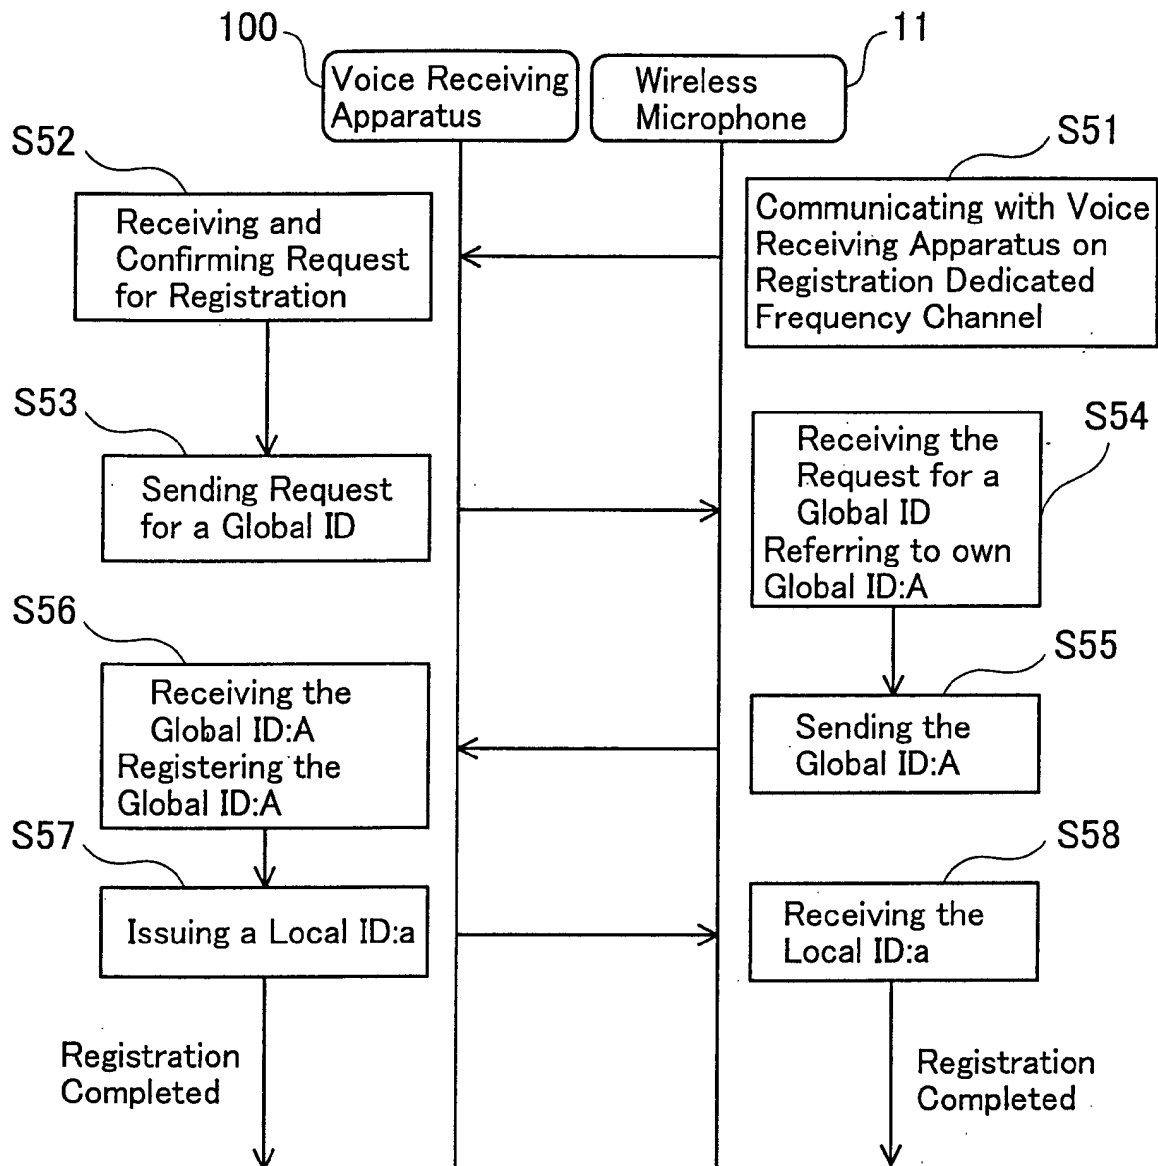 100
11
Voice Receiving
Apparatus
Wireless
Microphone
S52
S51
Receiving and
Confirming Request
for Registration
Communicating with Voice
Receiving Apparatus on
Registration Dedicated
Frequency Channel
S53
S54
Sending Request
for a Global ID
Receiving the
Request for a
Global ID
Referring to own
Global ID:A
S56
S55
Receiving the
Global ID:A
Registering the
Global ID:A
Sending the
Global ID:A
S57
S58
Issuing a Local ID:a
Receiving the
Local ID:a
Registration
Completed
Registration
Completed